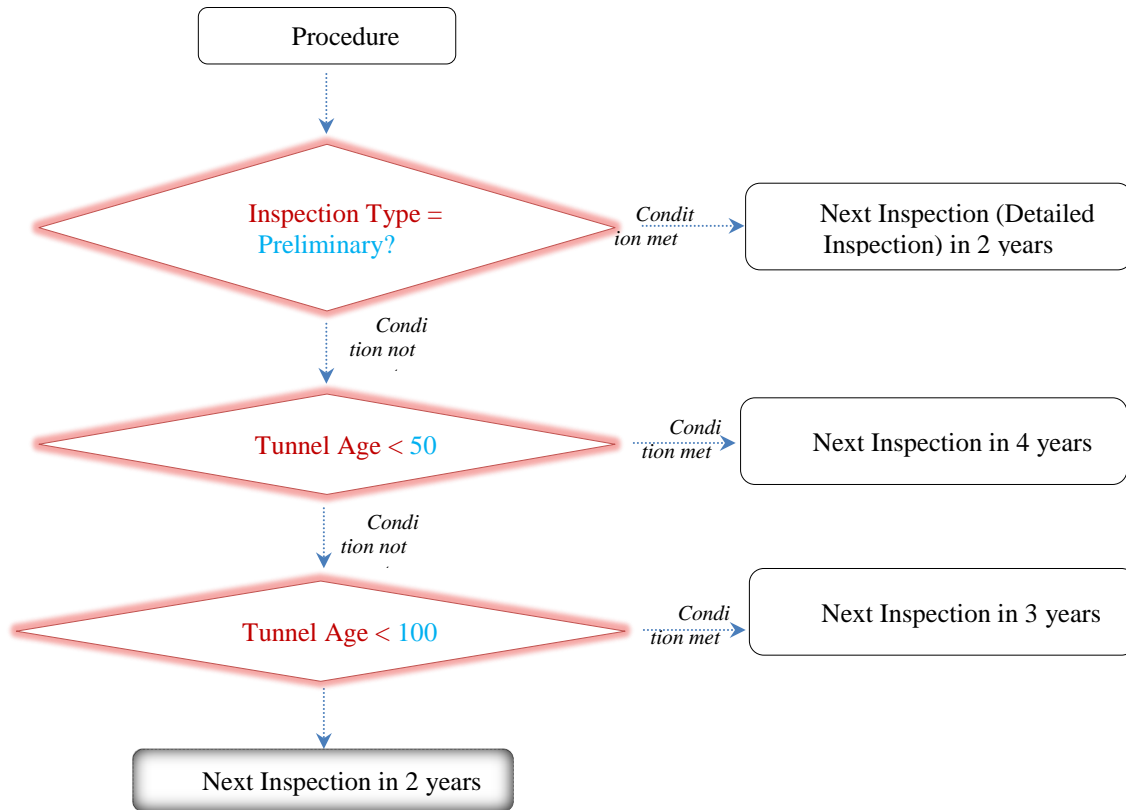 Procedure
Inspection Type =
Preliminary?
Condit
ion met
Next Inspection (Detailed
Inspection) in 2 years
Condi
tion not
Tunnel Age < 50
Condi
tion met
Next Inspection in 4 years
Condi
tion not
Tunnel Age < 100
Condi
tion met
Next Inspection in 3 years
Next Inspection in 2 years